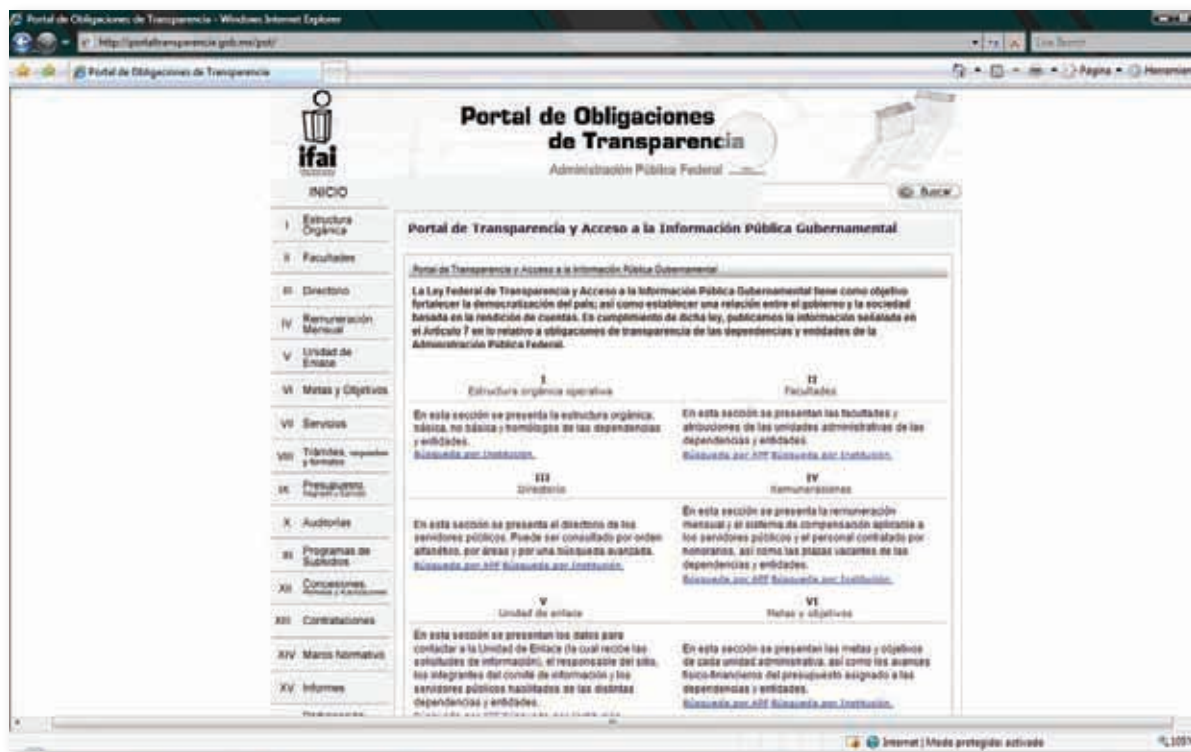 Portal de Obligaciones de Transparencia - Windows Internet Explorer
http://portaltransparencia.gob.mx/pot/
Live Search
Portal de Obligaciones de Transparencia
Página
Herramien
ifai
Portal de Obligaciones
de Transparencia
Administración Pública Federal
INICIO
Buscar
I Estructura
Orgánica
II Facultades
III Directorio
IV Remuneración
Mensual
V Unidad de
Enlace
VI Metas y Objetivos
VII Servicios
VIII Trámites, requisitos
y formatos
IX Presupuesto
X Auditorías
XI Programas de
Subsidios
XII Concesiones,
XIII Contrataciones
XIV Marco Normativo
XV Informes
Portal de Transparencia y Acceso a la Información Pública Gubernamental
Portal de Transparencia y Acceso a la Información Pública Gubernamental
La Ley Federal de Transparencia y Acceso a la Información Pública Gubernamental tiene como objetivo
fortalecer la democratización del país; así como establecer una relación entre el gobierno y la sociedad
basada en la rendición de cuentas. En cumplimiento de dicha ley, publicamos la información señalada en
el Artículo 7 en lo relativo a obligaciones de transparencia de las dependencias y entidades de la
Administración Pública Federal.
I
Estructura orgánica operativa
En esta sección se presenta la estructura orgánica,
básica, no básica y homólogos de las dependencias
y entidades.
Búsqueda por Institución.
II
Facultades
En esta sección se presentan las facultades y
atribuciones de las unidades administrativas de las
dependencias y entidades.
Búsqueda por APF Búsqueda por Institución.
III
Directorio
En esta sección se presenta el directorio de los
servidores públicos. Puede ser consultado por orden
alfabético, por áreas y por una búsqueda avanzada.
Búsqueda por APF Búsqueda por Institución.
IV
Remuneraciones
En esta sección se presenta la remuneración
mensual y el sistema de compensación aplicable a
los servidores públicos y el personal contratado por
honorarios, así como las plazas vacantes de las
dependencias y entidades.
Búsqueda por APF Búsqueda por Institución.
V
Unidad de enlace
En esta sección se presentan los datos para
contactar a la Unidad de Enlace (la cual recibe las
solicitudes de información), el responsable del sitio,
los integrantes del comité de información y los
servidores públicos habilitados de las distintas
dependencias y entidades.
VI
Metas y objetivos
En esta sección se presentan las metas y objetivos
de cada unidad administrativa, así como los avances
físico-financieros del presupuesto asignado a las
dependencias y entidades.
Búsqueda por APF Búsqueda por Institución.
Internet | Modo protegido: activado
105%